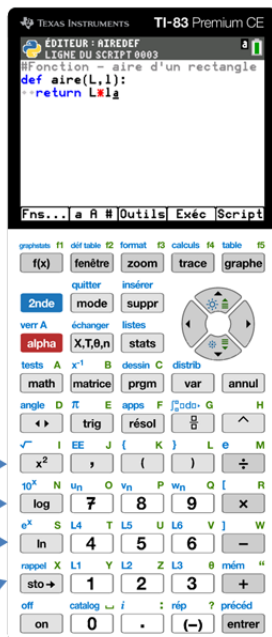 TEXAS INSTRUMENTS TI-83 Premium CE
ÉDITEUR : AIREDEF a
LIGNE DU SCRIPT 0003
#Fonction - aire d'un rectangle
def aire(L,l):
··return L*l
Fns... a A # Outils Exéc Script
graphstats f1 déf table f2 format f3 calculs f4 table f5
f(x) fenêtre zoom trace graphe
quitter insérer
2nde mode suppr
verr A échanger listes
alpha X,T,θ,n stats
tests A x⁻¹ B dessin C distrib
math matrice prgm var annul
angle D π E apps F G H
trig résol ^
√ I EE J { K } L e M
x² , ( ) ÷
10ˣ N uₙ O vₙ P wₙ Q [ R
log 7 8 9 ×
eˣ S L4 T L5 U L6 V ] W
ln 4 5 6 −
rappel X L1 Y L2 Z L3 θ mém "
sto→ 1 2 3 +
off catalog ⎵ i : rép ? précéd
on 0 . (−) entrer